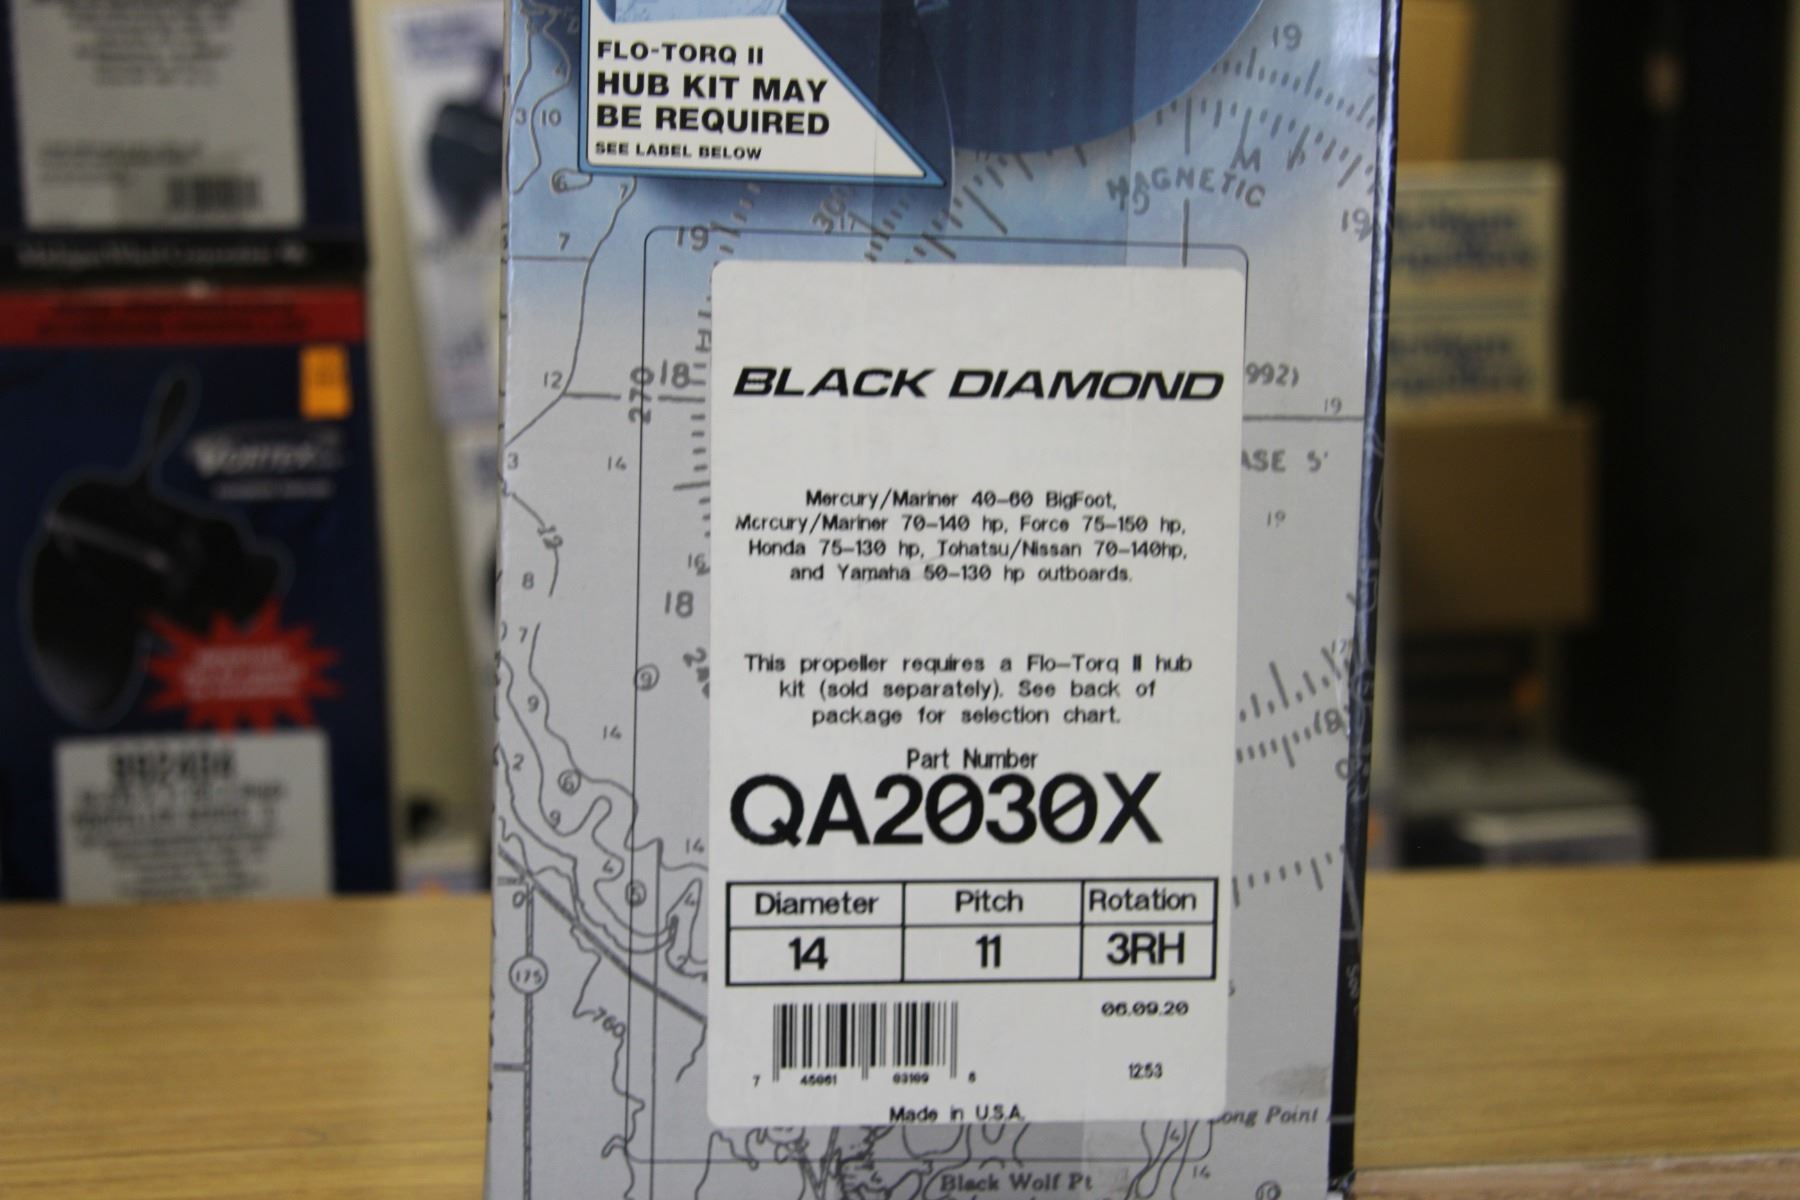 FLO-TORQ II
HUB KIT MAY
BE REQUIRED
SEE LABEL BELOW
MAGNETIC
BLACK DIAMOND
Mercury/Mariner 40-60 BigFoot,
Mercury/Mariner 70-140 hp, Force 75-150 hp,
Honda 75-130 hp, Tohatsu/Nissan 70-140hp,
and Yamaha 50-130 hp outboards.
This propeller requires a Flo-Torq II hub
kit (sold separately). See back of
package for selection chart.
Part Number
QA2030X
Diameter Pitch Rotation
14 11 3RH
06.09.20
12:53
7 45061 03109 6
Made in U.S.A.
Long Point
Black Wolf Pt